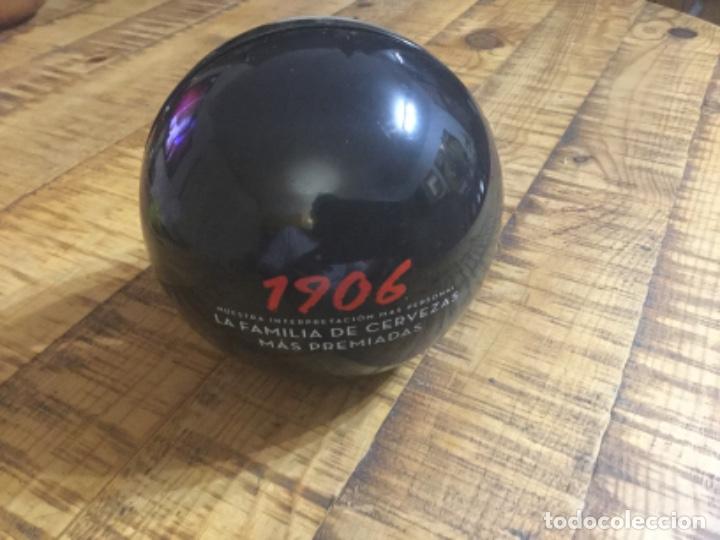 1906
NUESTRA INTERPRETACIÓN MÁS PERSONAL
LA FAMILIA DE CERVEZAS
MÁS PREMIADAS
todocoleccion